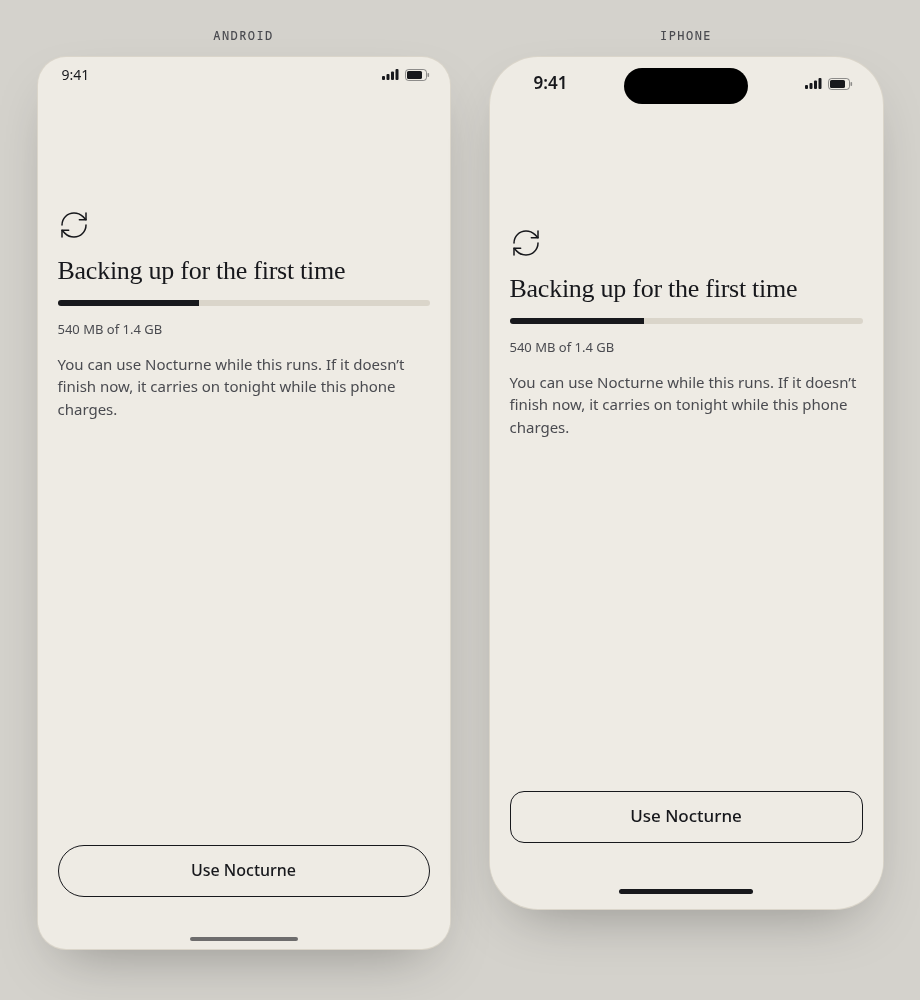 ANDROID
9:41
Backing up for the first time
540 MB of 1.4 GB
You can use Nocturne while this runs. If it doesn’t
finish now, it carries on tonight while this phone
charges.
Use Nocturne
IPHONE
9:41
Backing up for the first time
540 MB of 1.4 GB
You can use Nocturne while this runs. If it doesn’t
finish now, it carries on tonight while this phone
charges.
Use Nocturne